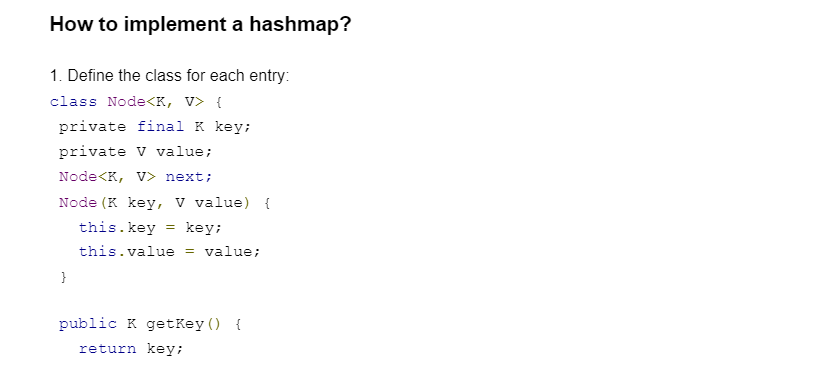 How to implement a hashmap?
1. Define the class for each entry:
class Node<K, V> {
private final K key;
private V value;
Node<K, V> next;
Node(K key, V value) {
this.key = key;
this.value = value;
}
public K getKey() {
return key;